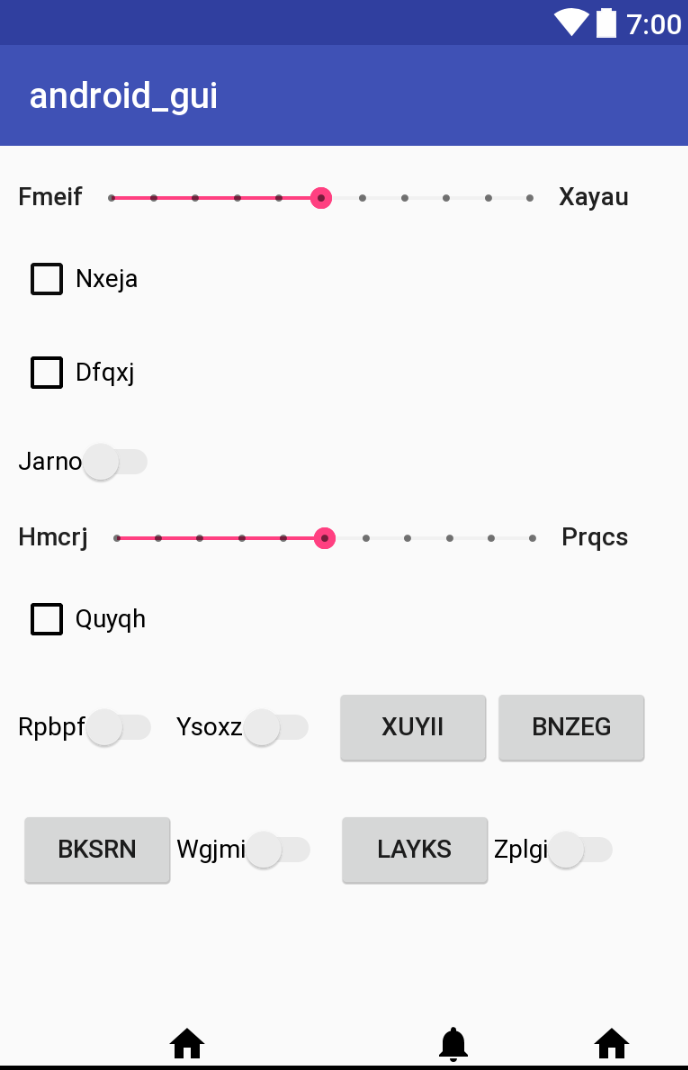 7:00
android_gui
Fmeif Xayau
Nxeja
Dfqxj
Jarno
Hmcrj Prqcs
Quyqh
Rpbpf Ysoxz XUYII BNZEG
BKSRN Wgjmi LAYKS Zplgi